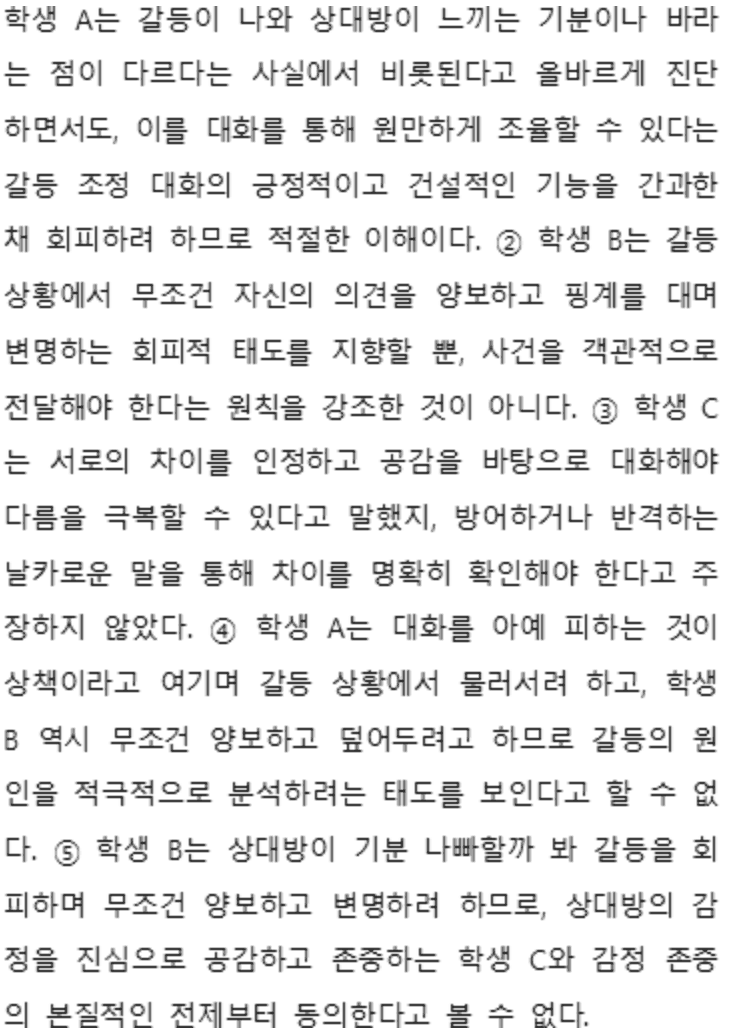 학생 A는 갈등이 나와 상대방이 느끼는 기분이나 바라
는 점이 다르다는 사실에서 비롯된다고 올바르게 진단
하면서도, 이를 대화를 통해 원만하게 조율할 수 있다는
갈등 조정 대화의 긍정적이고 건설적인 기능을 간과한
채 회피하려 하므로 적절한 이해이다. ② 학생 B는 갈등
상황에서 무조건 자신의 의견을 양보하고 핑계를 대며
변명하는 회피적 태도를 지향할 뿐, 사건을 객관적으로
전달해야 한다는 원칙을 강조한 것이 아니다. ③ 학생 C
는 서로의 차이를 인정하고 공감을 바탕으로 대화해야
다름을 극복할 수 있다고 말했지, 방어하거나 반격하는
날카로운 말을 통해 차이를 명확히 확인해야 한다고 주
장하지 않았다. ④ 학생 A는 대화를 아예 피하는 것이
상책이라고 여기며 갈등 상황에서 물러서려 하고, 학생
B 역시 무조건 양보하고 덮어두려고 하므로 갈등의 원
인을 적극적으로 분석하려는 태도를 보인다고 할 수 없
다. ⑤ 학생 B는 상대방이 기분 나빠할까 봐 갈등을 회
피하며 무조건 양보하고 변명하려 하므로, 상대방의 감
정을 진심으로 공감하고 존중하는 학생 C와 감정 존중
의 본질적인 전제부터 동의한다고 볼 수 없다.